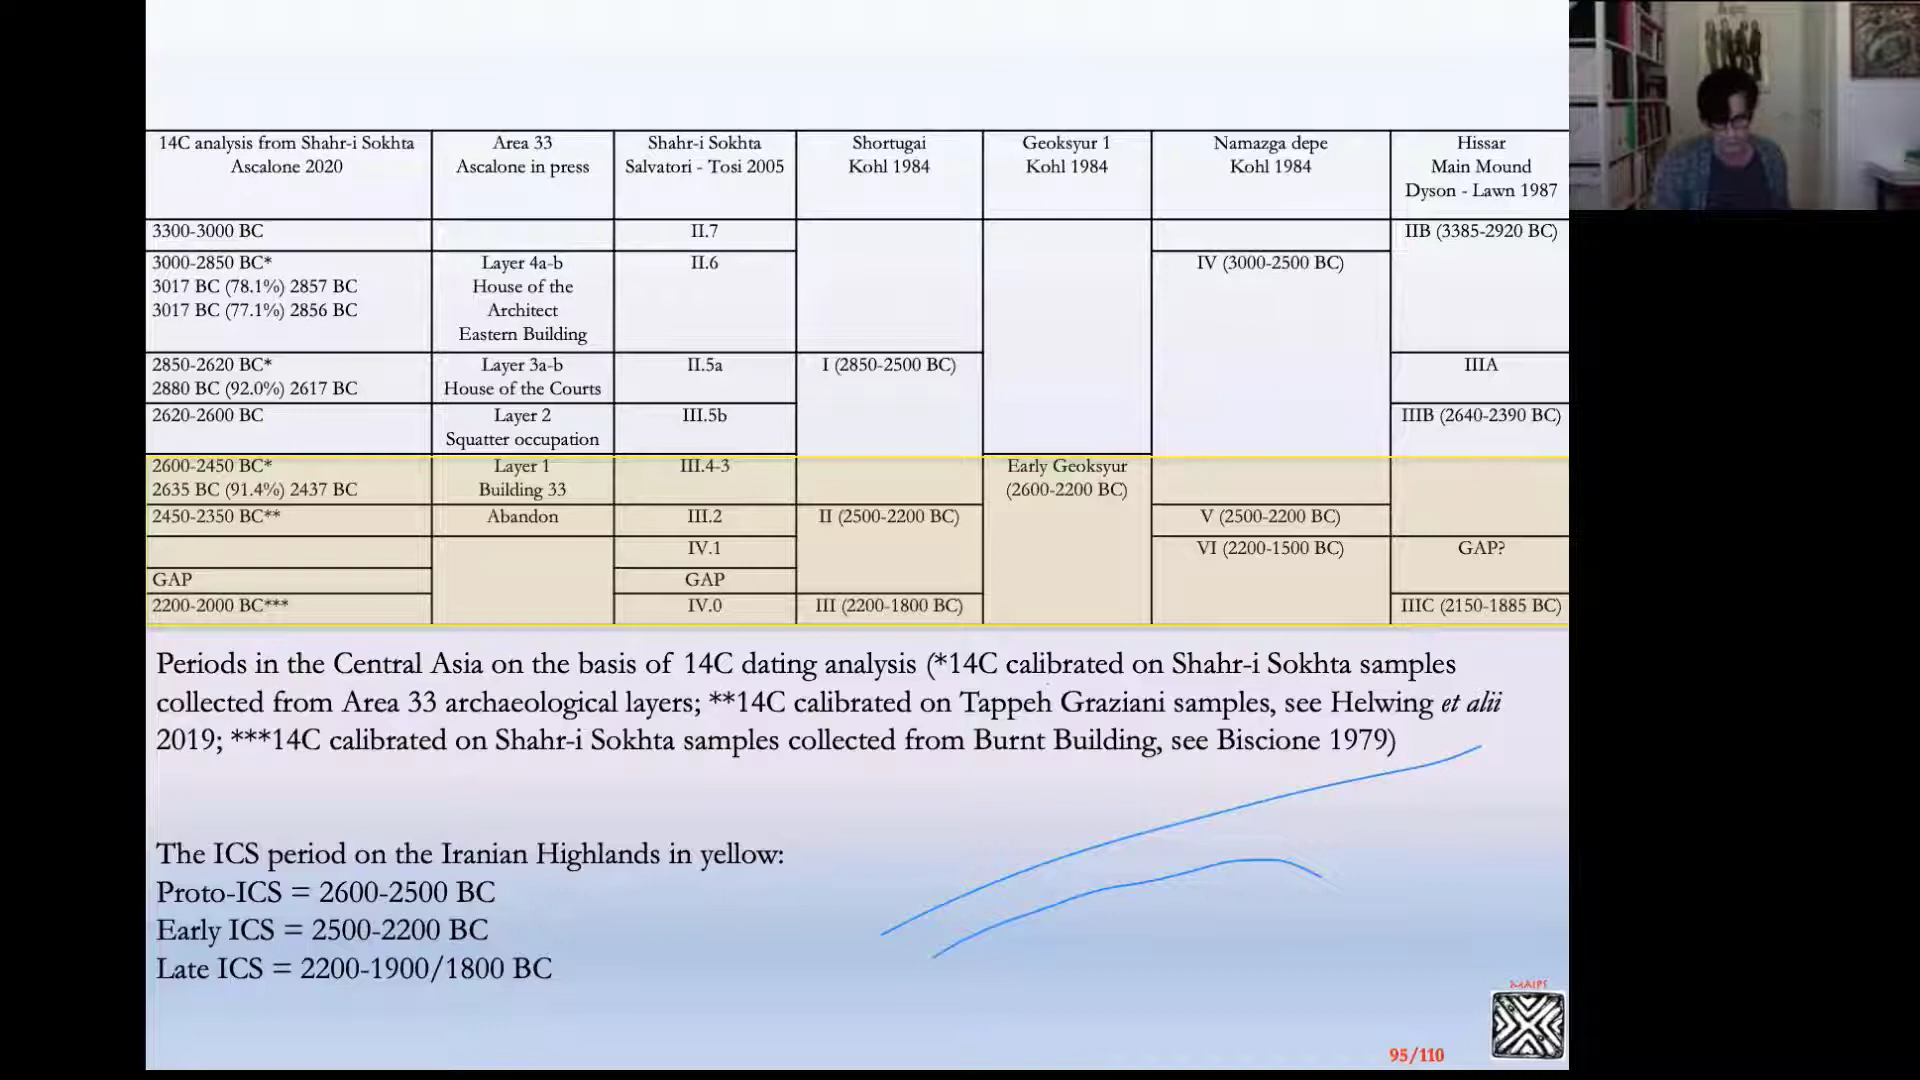 14C analysis from Shahr-i Sokhta
Ascalone 2020
Area 33
Ascalone in press
Shahr-i Sokhta
Salvatori - Tosi 2005
Shortugai
Kohl 1984
Geoksyur 1
Kohl 1984
Namazga depe
Kohl 1984
Hissar
Main Mound
Dyson - Lawn 1987
3300-3000 BC
II.7
IIB (3385-2920 BC)
3000-2850 BC*
3017 BC (78.1%) 2857 BC
3017 BC (77.1%) 2856 BC
Layer 4a-b
House of the
Architect
Eastern Building
II.6
IV (3000-2500 BC)
2850-2620 BC*
2880 BC (92.0%) 2617 BC
Layer 3a-b
House of the Courts
II.5a
I (2850-2500 BC)
IIIA
2620-2600 BC
Layer 2
Squatter occupation
III.5b
IIIB (2640-2390 BC)
2600-2450 BC*
2635 BC (91.4%) 2437 BC
Layer 1
Building 33
III.4-3
Early Geoksyur
(2600-2200 BC)
2450-2350 BC**
Abandon
III.2
II (2500-2200 BC)
V (2500-2200 BC)
IV.1
VI (2200-1500 BC)
GAP?
GAP
GAP
2200-2000 BC***
IV.0
III (2200-1800 BC)
IIIC (2150-1885 BC)
Periods in the Central Asia on the basis of 14C dating analysis (*14C calibrated on Shahr-i Sokhta samples
collected from Area 33 archaeological layers; **14C calibrated on Tappeh Graziani samples, see Helwing et alii
2019; ***14C calibrated on Shahr-i Sokhta samples collected from Burnt Building, see Biscione 1979)
The ICS period on the Iranian Highlands in yellow:
Proto-ICS = 2600-2500 BC
Early ICS = 2500-2200 BC
Late ICS = 2200-1900/1800 BC
MAIPS
95/110